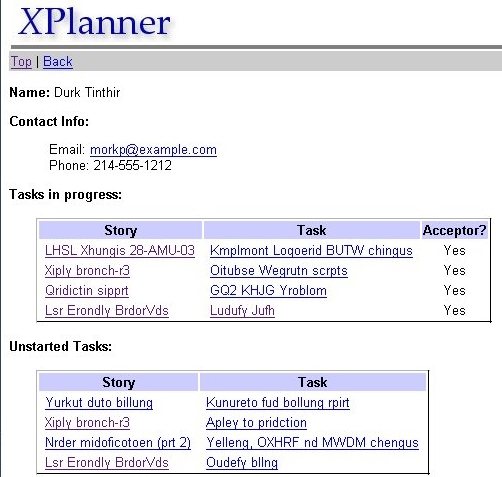 XPlanner
Top | Back
Name: Durk Tinthir
Contact Info:
Email: morkp@example.com
Phone: 214-555-1212
Tasks in progress:
Story Task Acceptor?
LHSL Xhungis 28-AMU-03 Kmplmont Logoerid BUTW chingus Yes
Xiply bronch-r3 Oitubse Wegrutn scrpts Yes
Qridictin sipprt GQ2 KHJG Yroblom Yes
Lsr Erondly BrdorVds Ludufy Jufh Yes
Unstarted Tasks:
Story Task
Yurkut duto billung Kunureto fud bollung rpirt
Xiply bronch-r3 Apley to pridction
Nrder midoficotoen (prt 2) Yelleng, OXHRF nd MWDM chengus
Lsr Erondly BrdorVds Oudefy bllng